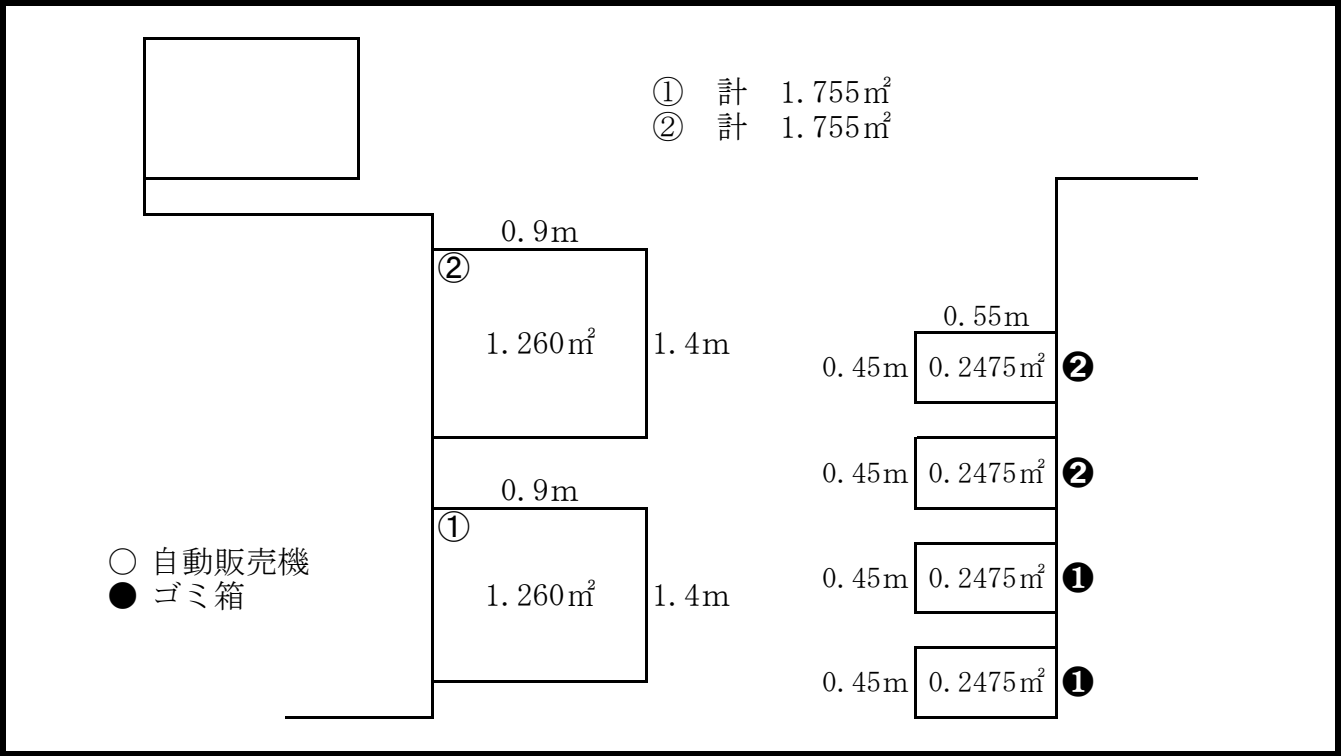 ① 計 1.755㎡
② 計 1.755㎡
0.9m
②
1.260㎡
1.4m
0.9m
①
1.260㎡
1.4m
○ 自動販売機
● ゴミ箱
0.55m
0.45m 0.2475㎡ ❷
0.45m 0.2475㎡ ❷
0.45m 0.2475㎡ ❶
0.45m 0.2475㎡ ❶